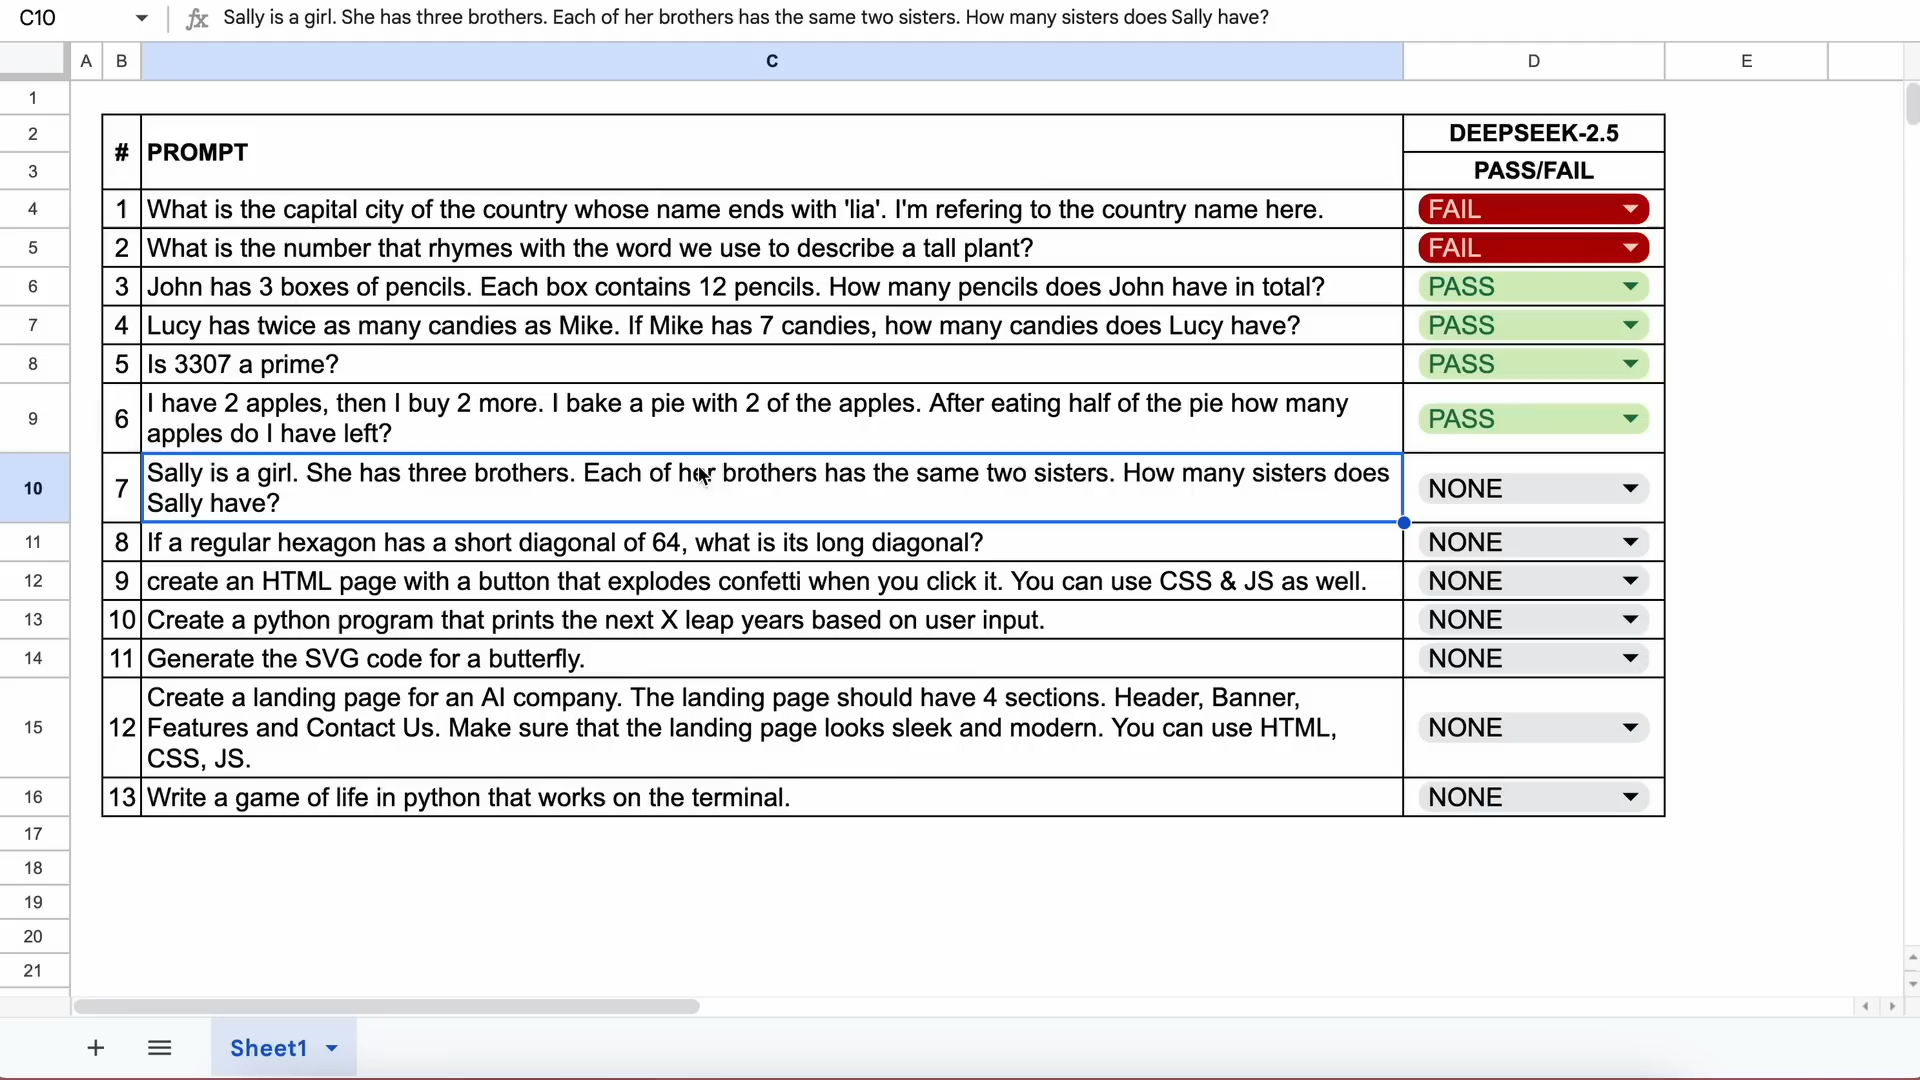 C10
fx Sally is a girl. She has three brothers. Each of her brothers has the same two sisters. How many sisters does Sally have?
A B C D E
1
2 # PROMPT DEEPSEEK-2.5
3 PASS/FAIL
4 1 What is the capital city of the country whose name ends with 'lia'. I'm refering to the country name here. FAIL
5 2 What is the number that rhymes with the word we use to describe a tall plant? FAIL
6 3 John has 3 boxes of pencils. Each box contains 12 pencils. How many pencils does John have in total? PASS
7 4 Lucy has twice as many candies as Mike. If Mike has 7 candies, how many candies does Lucy have? PASS
8 5 Is 3307 a prime? PASS
9 6 I have 2 apples, then I buy 2 more. I bake a pie with 2 of the apples. After eating half of the pie how many
apples do I have left? PASS
10 7 Sally is a girl. She has three brothers. Each of her brothers has the same two sisters. How many sisters does
Sally have? NONE
11 8 If a regular hexagon has a short diagonal of 64, what is its long diagonal? NONE
12 9 create an HTML page with a button that explodes confetti when you click it. You can use CSS & JS as well. NONE
13 10 Create a python program that prints the next X leap years based on user input. NONE
14 11 Generate the SVG code for a butterfly. NONE
15 12 Create a landing page for an AI company. The landing page should have 4 sections. Header, Banner,
Features and Contact Us. Make sure that the landing page looks sleek and modern. You can use HTML,
CSS, JS. NONE
16 13 Write a game of life in python that works on the terminal. NONE
17
18
19
20
21
Sheet1